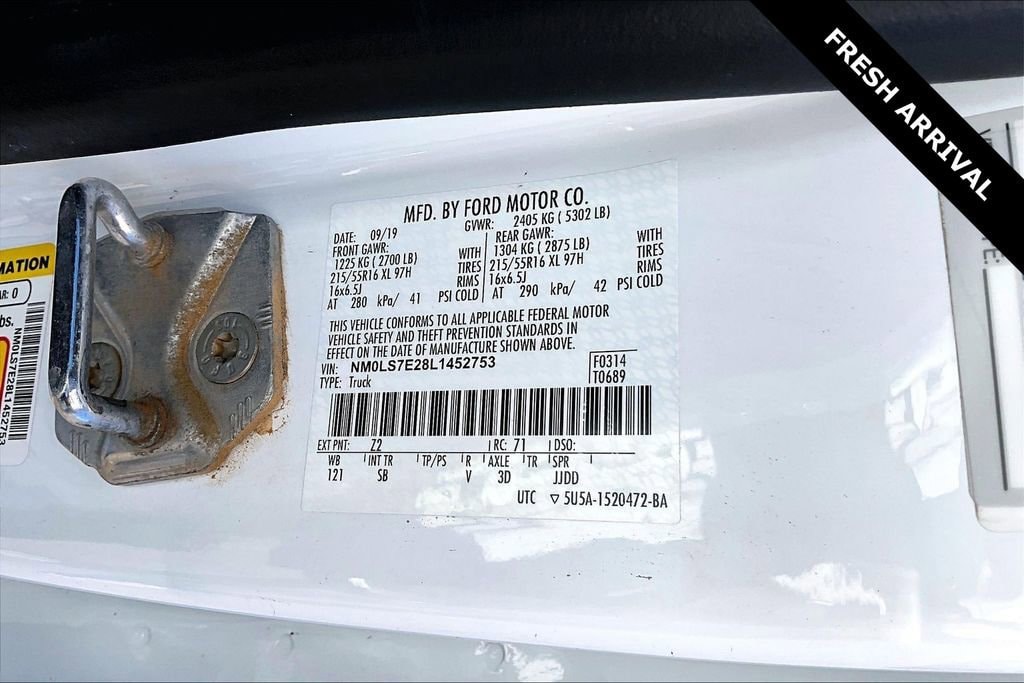 FRESH ARRIVAL
MFD. BY FORD MOTOR CO.
DATE: 09/19 GVWR: 2405 KG ( 5302 LB)
FRONT GAWR: REAR GAWR:
1225 KG ( 2700 LB) WITH 1304 KG ( 2875 LB) WITH
215/55R16 XL 97H TIRES 215/55R16 XL 97H TIRES
16x6.5J RIMS 16x6.5J RIMS
AT 280 kPa/ 41 PSI COLD AT 290 kPa/ 42 PSI COLD
THIS VEHICLE CONFORMS TO ALL APPLICABLE FEDERAL MOTOR
VEHICLE SAFETY AND THEFT PREVENTION STANDARDS IN
EFFECT ON THE DATE OF MANUFACTURE SHOWN ABOVE.
VIN: NM0LS7E28L1452753 F0314
TYPE: Truck T0689
EXT PNT: Z2 RC: 71 DSO:
WB INT TR TP/PS R AXLE TR SPR
121 SB V 3D JJDD
UTC ▽ 5U5A-1520472-BA
MATION
AR: 0
bs.
NM0LS7E28L1452753